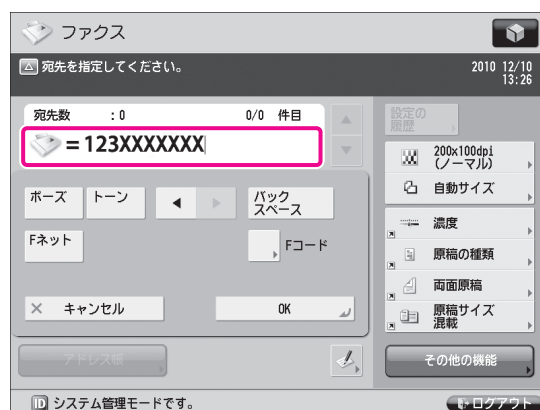 ファクス
宛先を指定してください。
2010 12/10
13:26
宛先数 :0 0/0 件目
= 123XXXXXXX
ポーズ トーン バック
スペース
Fネット Fコード
× キャンセル OK
アドレス帳
設定の
履歴
200x100dpi
(ノーマル)
自動サイズ
濃度
原稿の種類
両面原稿
原稿サイズ
混載
その他の機能
ID システム管理モードです。 ログアウト